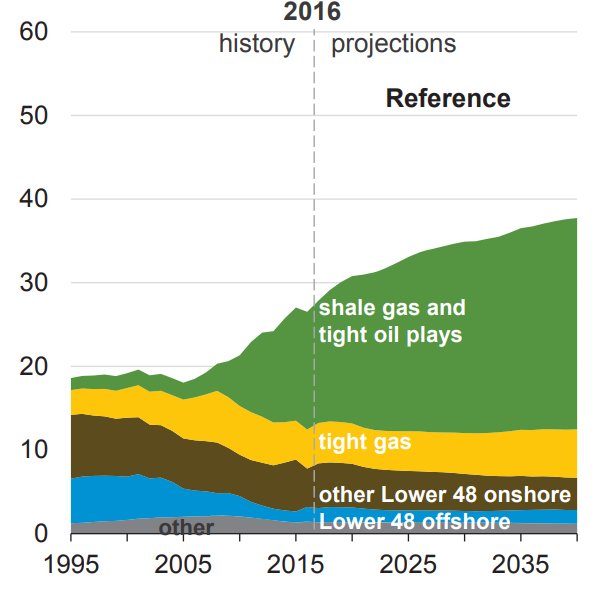 2016
history projections
Reference
60
50
40
30
20
10
0
shale gas and
tight oil plays
tight gas
other Lower 48 onshore
Lower 48 offshore
other
1995 2005 2015 2025 2035